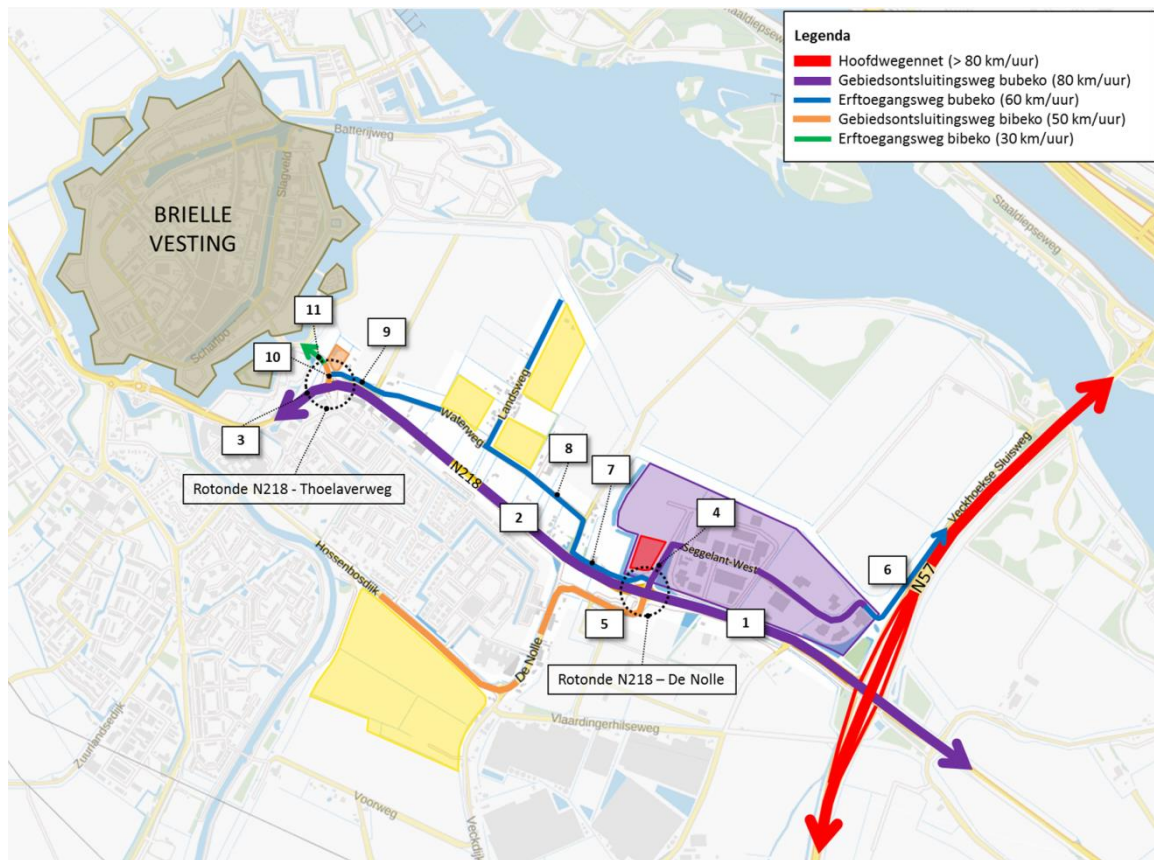 Legenda
Hoofdwegennet (> 80 km/uur)
Gebiedsontsluitingsweg bubeko (80 km/uur)
Erftoegangsweg bubeko (60 km/uur)
Gebiedsontsluitingsweg bibeko (50 km/uur)
Erftoegangsweg bibeko (30 km/uur)
Staaldiepseweg
Batterijweg
Slagveld
BRIELLE
VESTING
Staaldiepseweg
Scharloo
11
9
10
Landsweg
Waterweg
3
8
7
4
Veckhoekse Sluisweg
Rotonde N218 - Thoelaverweg
N218
2
Seggelant-West
6
N57
Hossenbosdijk
5
1
De Nolle
Rotonde N218 – De Nolle
Zuurlandsedijk
Vlaardingerhilseweg
Voorweg
Veckdijk